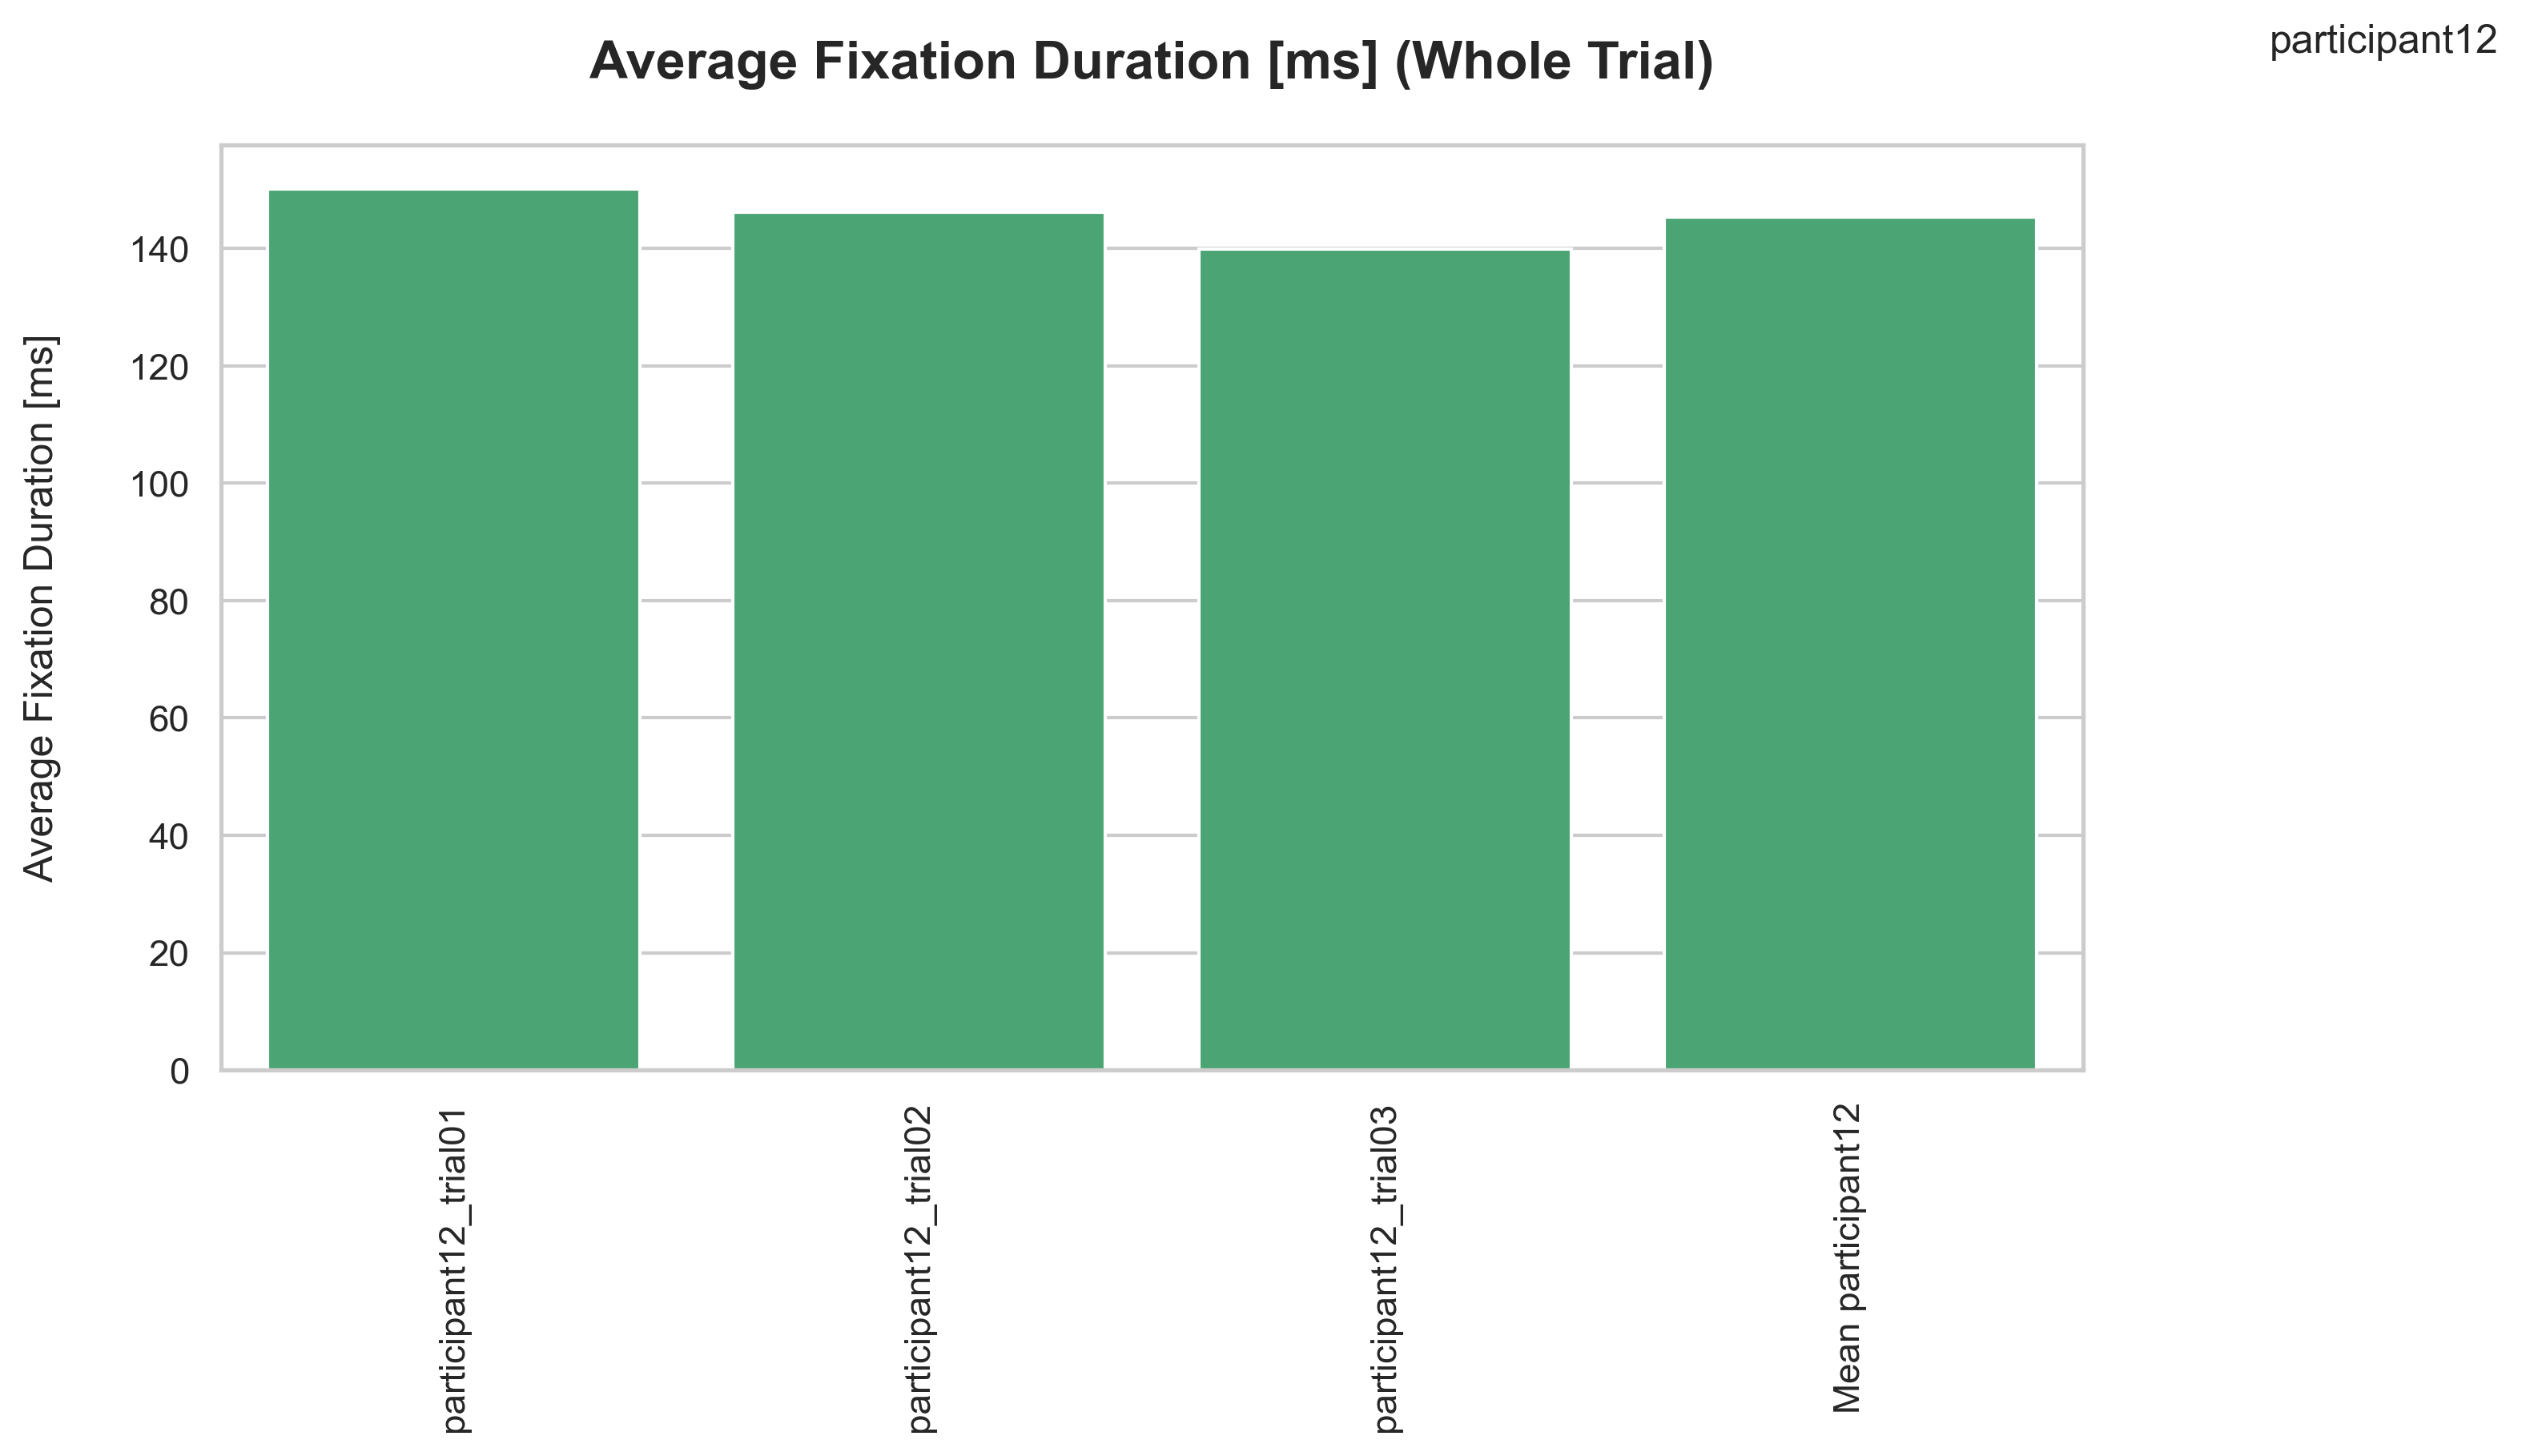 participant12
Average Fixation Duration [ms] (Whole Trial)
Average Fixation Duration [ms]
140
120
100
80
60
40
20
0
participant12_trial01
participant12_trial02
participant12_trial03
Mean participant12